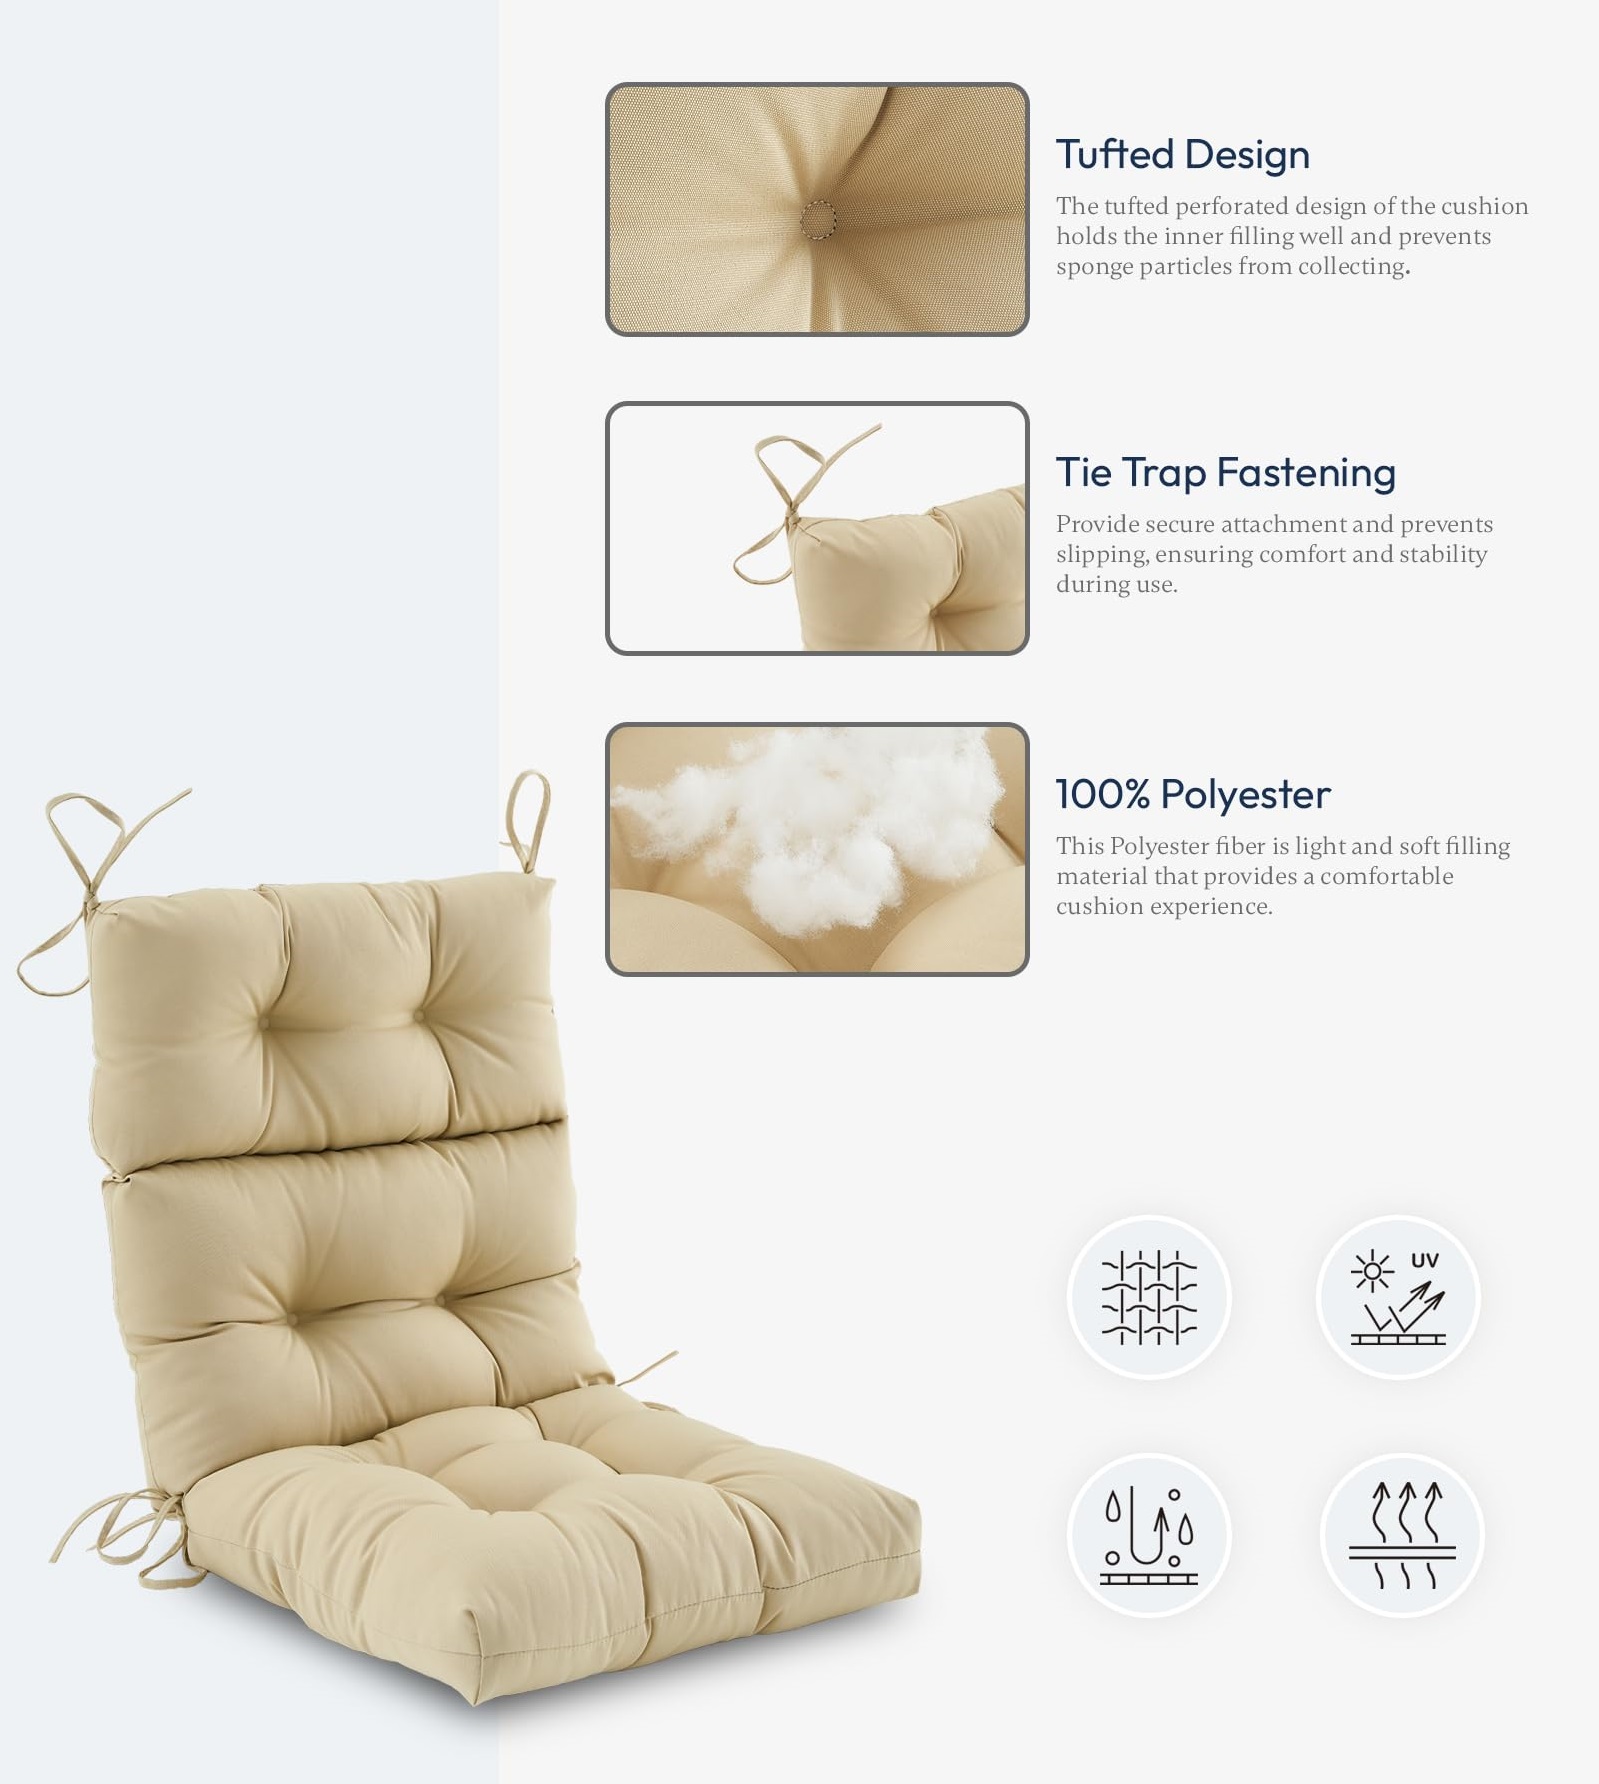 Tufted Design
The tufted perforated design of the cushion
holds the inner filling well and prevents
sponge particles from collecting.
Tie Trap Fastening
Provide secure attachment and prevents
slipping, ensuring comfort and stability
during use.
100% Polyester
This Polyester fiber is light and soft filling
material that provides a comfortable
cushion experience.
UV